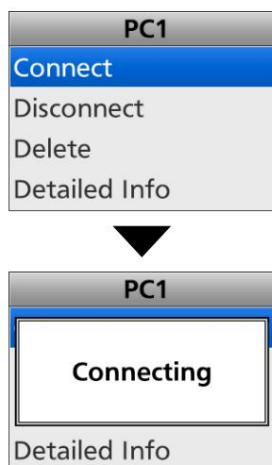 PC1
Connect
Disconnect
Delete
Detailed Info
PC1
Connecting
Detailed Info